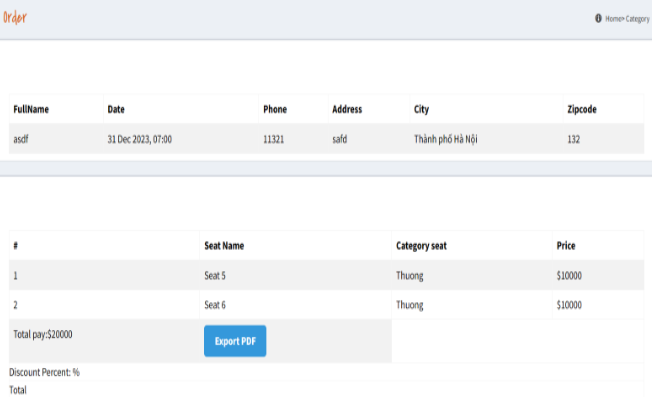 Order
Home> Category
FullName Date Phone Address City Zipcode
asdf 31 Dec 2023, 07:00 11321 safd Thành phố Hà Nội 132
# Seat Name Category seat Price
1 Seat 5 Thuong $10000
2 Seat 6 Thuong $10000
Total pay:$20000 Export PDF
Discount Percent: %
Total